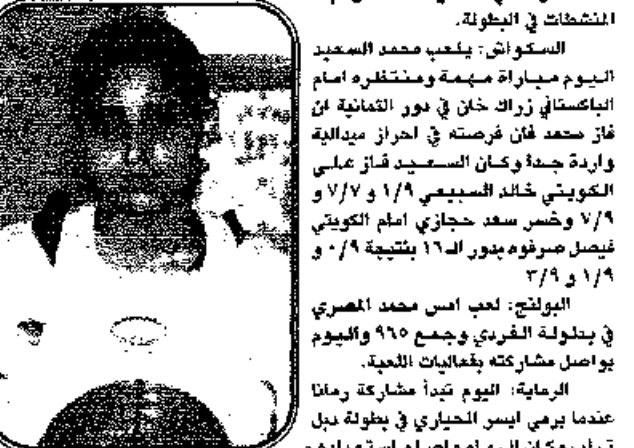 المنشطات في البطولة.
السكواش: يلعب محمد السعيد
اليوم مباراة مهمة ومنتظره امام
الباكستاني زراك خان في دور الثمانية ان
فاز محمد فان فرصته في احراز ميدالية
واردة جدا وكان السعيد فاز على
الكويتي خالد السبيعي ١/٩ و ٧/٧ و
٧/٩ وخسر سعد حجازي امام الكويتي
فيصل صرفوه بدور الـ١٦ بنتيجة ٠/٩ و
١/٩ و ٣/٩
البولنج: لعب امس محمد المصري
في بطولة الفردي وجمع ٩٦٥ واليوم
يواصل مشاركته بفعاليات اللعبة.
الرماية: اليوم تبدأ مشاركة رماتنا
عندما يرمي ايسر الحياري في بطولة دبل